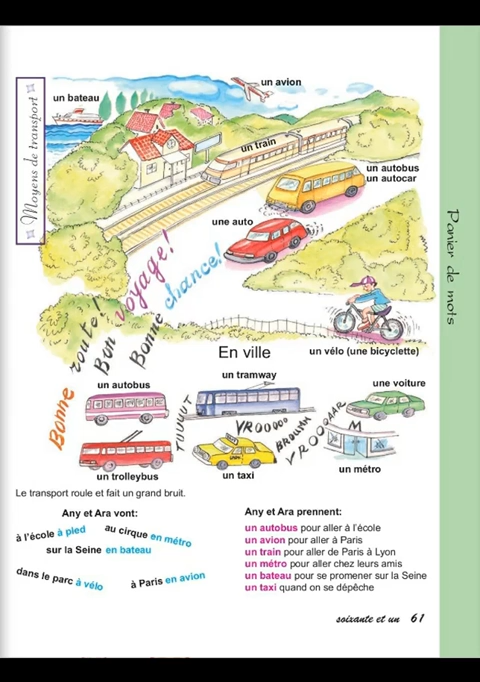 Moyens de transport
un avion
un bateau
un train
un autobus
un autocar
une auto
Bonne route!
Bon voyage!
Bonne chance!
Panier de mots
En ville
un vélo (une bicyclette)
un autobus
un tramway
une voiture
TUUUUT
VROOOOO
BROUSHH
VROOOAAR
M
un trolleybus
un taxi
un métro
Le transport roule et fait un grand bruit.
Any et Ara vont:
à l'école à pied
au cirque en métro
sur la Seine en bateau
dans le parc à vélo
à Paris en avion
Any et Ara prennent:
un autobus pour aller à l'école
un avion pour aller à Paris
un train pour aller de Paris à Lyon
un métro pour aller chez leurs amis
un bateau pour se promener sur la Seine
un taxi quand on se dépêche
soixante et un 61